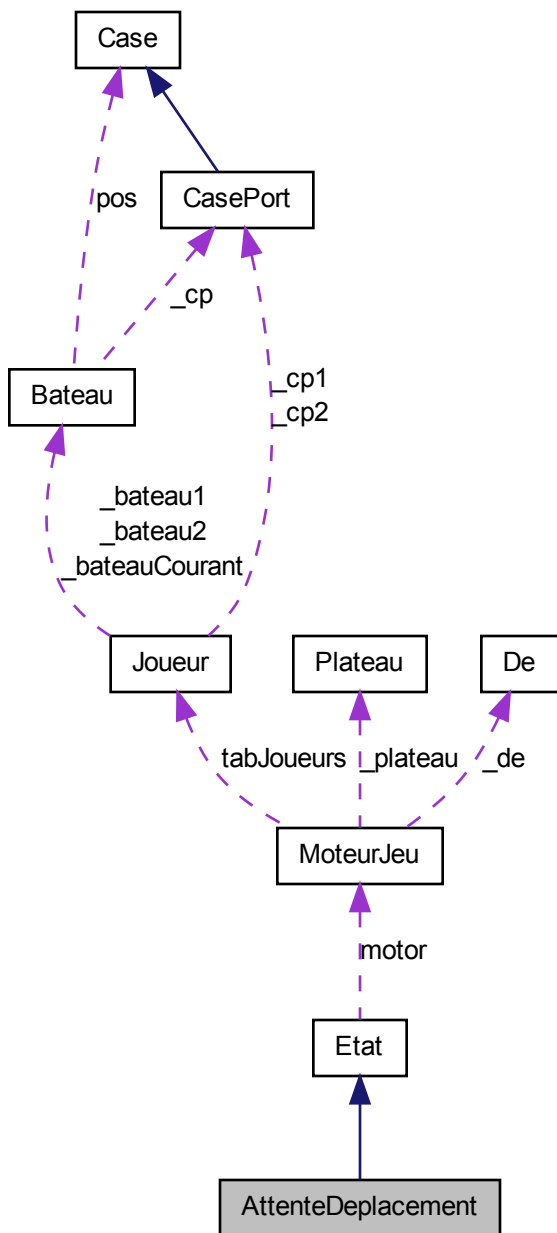 Case
pos
CasePort
_cp
Bateau
_cp1
_cp2
_bateau1
_bateau2
_bateauCourant
Joueur
Plateau
De
tabJoueurs
_plateau
_de
MoteurJeu
motor
Etat
AttenteDeplacement